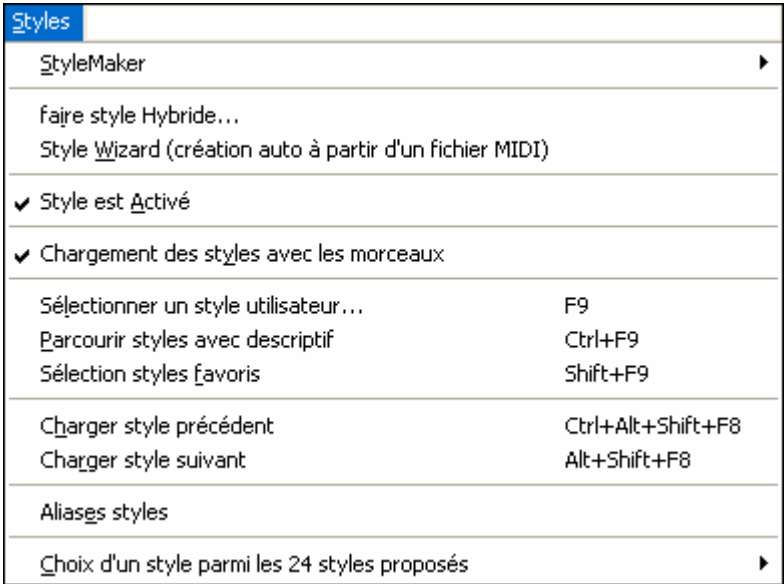 Styles
StyleMaker
faire style Hybride...
Style Wizard (création auto à partir d'un fichier MIDI)
Style est Activé
Chargement des styles avec les morceaux
Sélectionner un style utilisateur... F9
Parcourir styles avec descriptif Ctrl+F9
Sélection styles favoris Shift+F9
Charger style précédent Ctrl+Alt+Shift+F8
Charger style suivant Alt+Shift+F8
Aliases styles
Choix d'un style parmi les 24 styles proposés